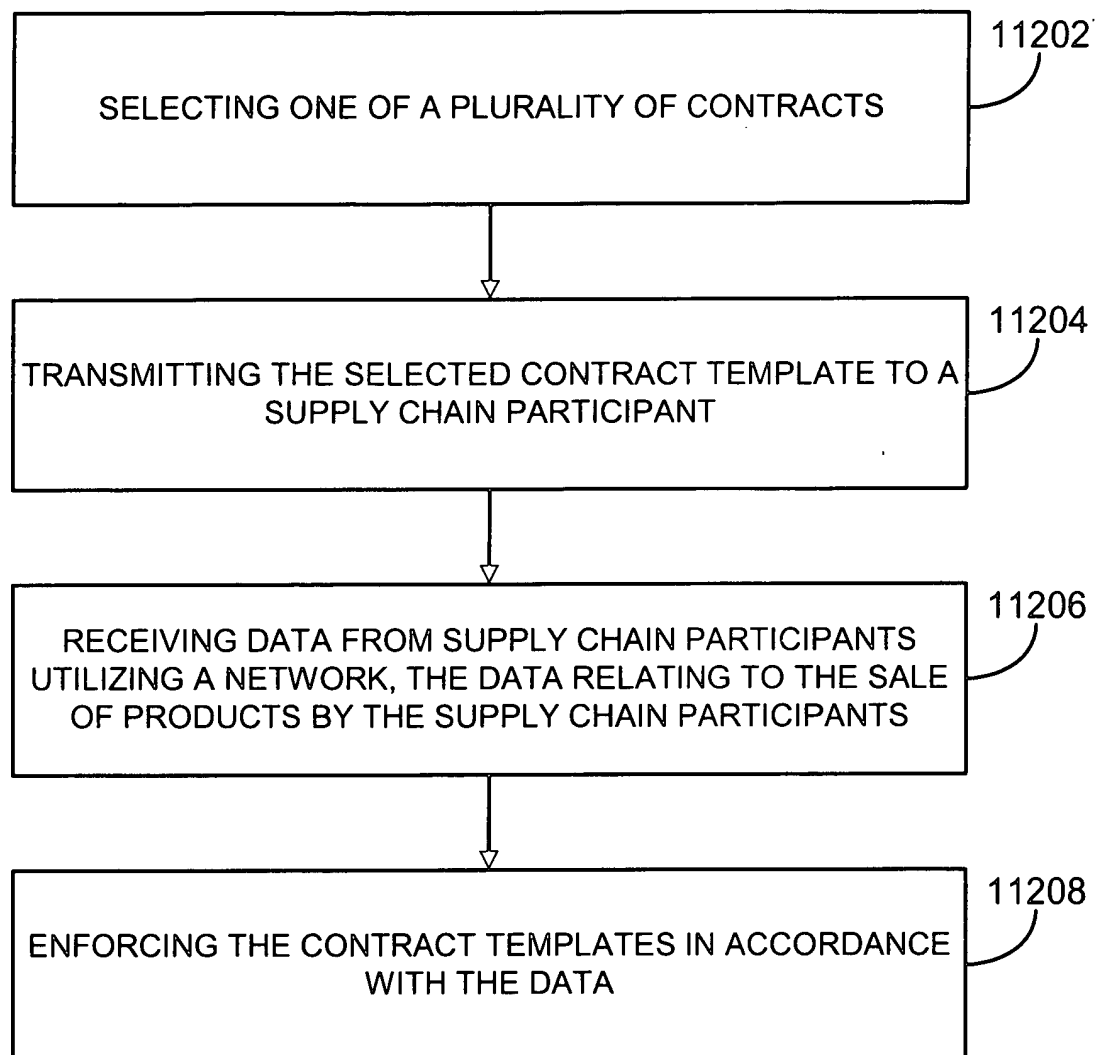 11202
SELECTING ONE OF A PLURALITY OF CONTRACTS
11204
TRANSMITTING THE SELECTED CONTRACT TEMPLATE TO A
SUPPLY CHAIN PARTICIPANT
11206
RECEIVING DATA FROM SUPPLY CHAIN PARTICIPANTS
UTILIZING A NETWORK, THE DATA RELATING TO THE SALE
OF PRODUCTS BY THE SUPPLY CHAIN PARTICIPANTS
11208
ENFORCING THE CONTRACT TEMPLATES IN ACCORDANCE
WITH THE DATA